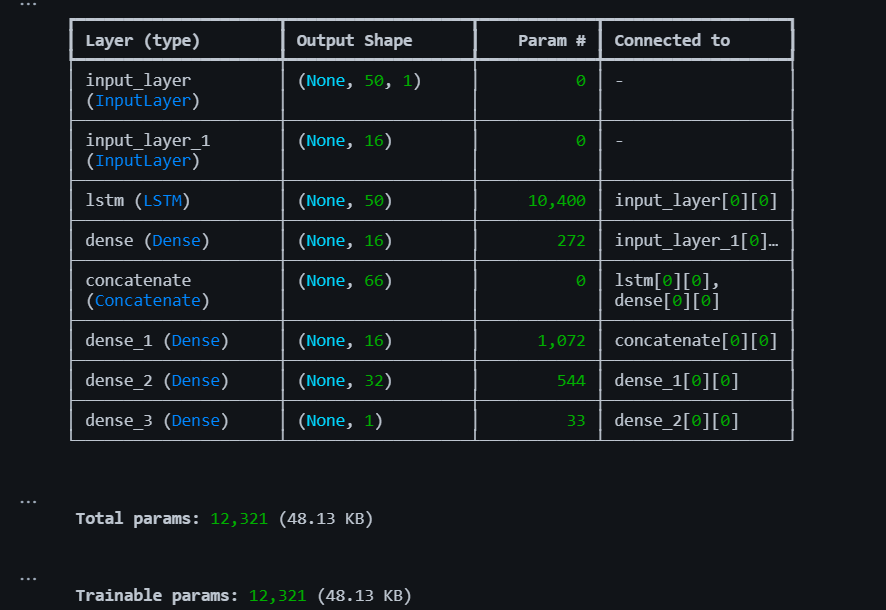 ...
Layer (type) Output Shape Param # Connected to
input_layer (None, 50, 1) 0 -
(InputLayer)
input_layer_1 (None, 16) 0 -
(InputLayer)
lstm (LSTM) (None, 50) 10,400 input_layer[0][0]
dense (Dense) (None, 16) 272 input_layer_1[0]…
concatenate (None, 66) 0 lstm[0][0],
(Concatenate) dense[0][0]
dense_1 (Dense) (None, 16) 1,072 concatenate[0][0]
dense_2 (Dense) (None, 32) 544 dense_1[0][0]
dense_3 (Dense) (None, 1) 33 dense_2[0][0]
...
Total params: 12,321 (48.13 KB)
...
Trainable params: 12,321 (48.13 KB)